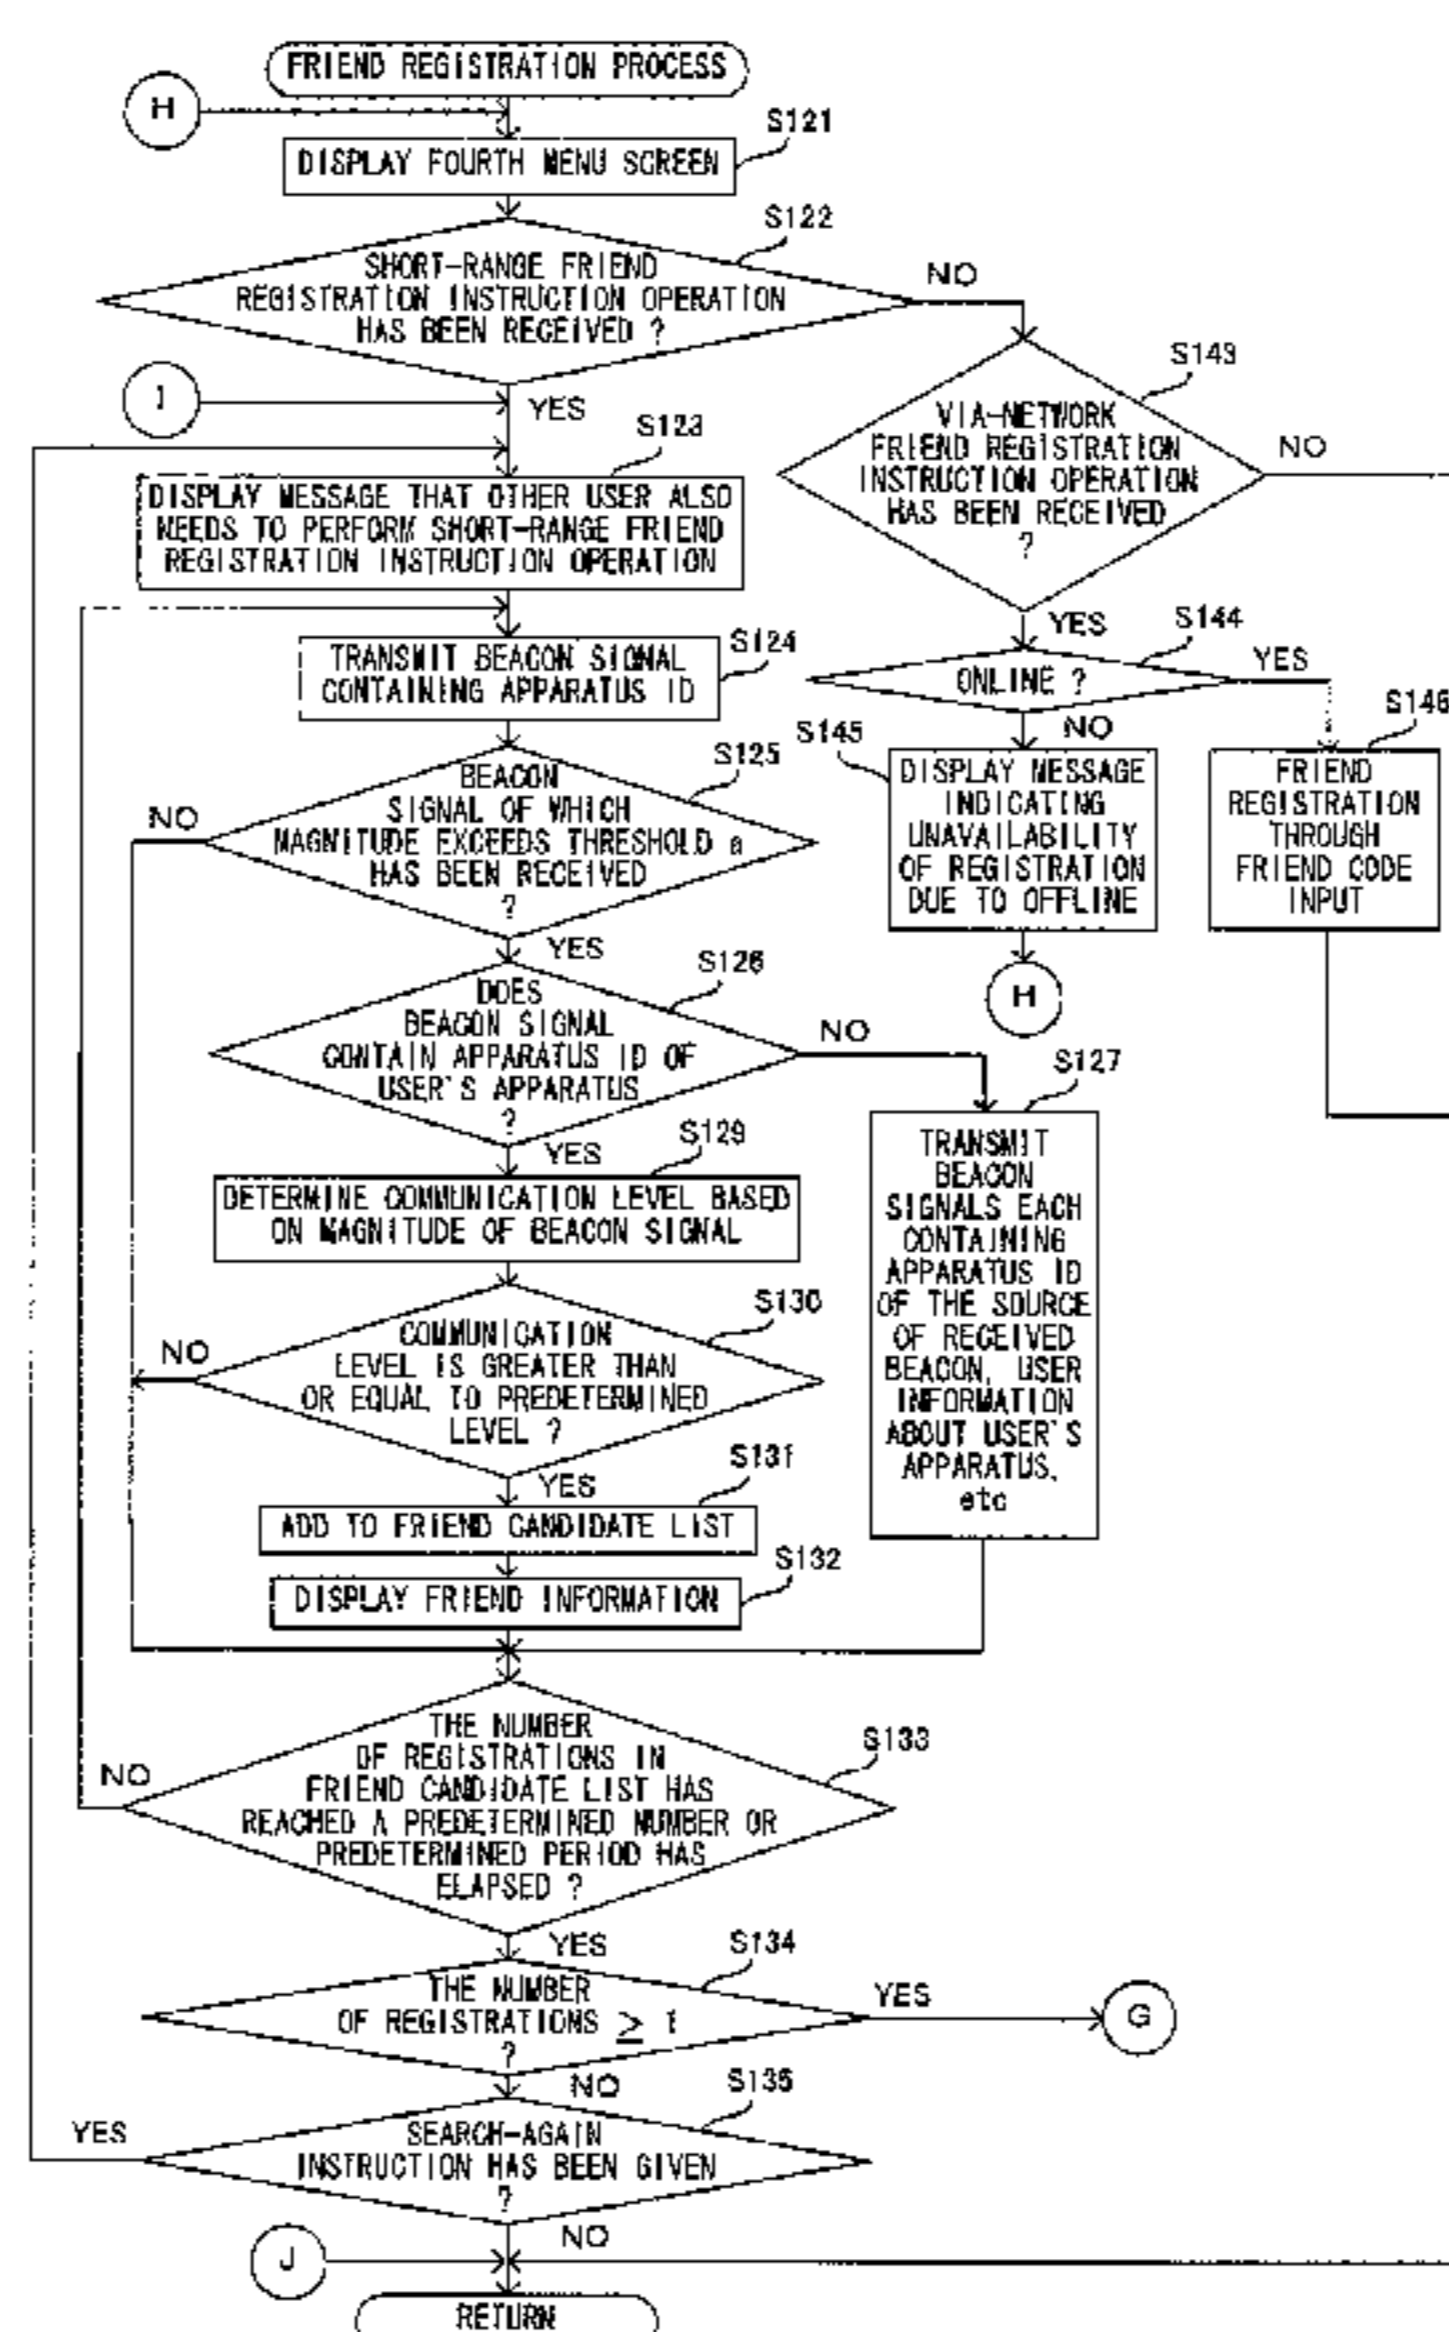 FRIEND REGISTRATION PROCESS
H
S121
DISPLAY FOURTH MENU SCREEN
S122
SHORT-RANGE FRIEND
REGISTRATION INSTRUCTION OPERATION
HAS BEEN RECEIVED ?
NO
YES
I
S143
VIA-NETWORK
FRIEND REGISTRATION
INSTRUCTION OPERATION
HAS BEEN RECEIVED
?
NO
YES
S123
DISPLAY MESSAGE THAT OTHER USER ALSO
NEEDS TO PERFORM SHORT-RANGE FRIEND
REGISTRATION INSTRUCTION OPERATION
S144
ONLINE ?
YES
NO
S124
TRANSMIT BEACON SIGNAL
CONTAINING APPARATUS ID
S145
DISPLAY MESSAGE
INDICATING
UNAVAILABILITY
OF REGISTRATION
DUE TO OFFLINE
H
S146
FRIEND
REGISTRATION
THROUGH
FRIEND CODE
INPUT
S125
BEACON
SIGNAL OF WHICH
MAGNITUDE EXCEEDS THRESHOLD a
HAS BEEN RECEIVED
?
NO
YES
S126
DOES
BEACON SIGNAL
CONTAIN APPARATUS ID OF
USER'S APPARATUS
?
NO
YES
S127
TRANSMIT
BEACON
SIGNALS EACH
CONTAINING
APPARATUS ID
OF THE SOURCE
OF RECEIVED
BEACON, USER
INFORMATION
ABOUT USER'S
APPARATUS,
etc
S129
DETERMINE COMMUNICATION LEVEL BASED
ON MAGNITUDE OF BEACON SIGNAL
S130
COMMUNICATION
LEVEL IS GREATER THAN
OR EQUAL TO PREDETERMINED
LEVEL ?
NO
YES
S131
ADD TO FRIEND CANDIDATE LIST
S132
DISPLAY FRIEND INFORMATION
S133
THE NUMBER
OF REGISTRATIONS IN
FRIEND CANDIDATE LIST HAS
REACHED A PREDETERMINED NUMBER OR
PREDETERMINED PERIOD HAS
ELAPSED ?
NO
YES
S134
THE NUMBER
OF REGISTRATIONS ≥ 1
?
YES
G
NO
S135
SEARCH-AGAIN
INSTRUCTION HAS BEEN GIVEN
?
YES
NO
J
RETURN